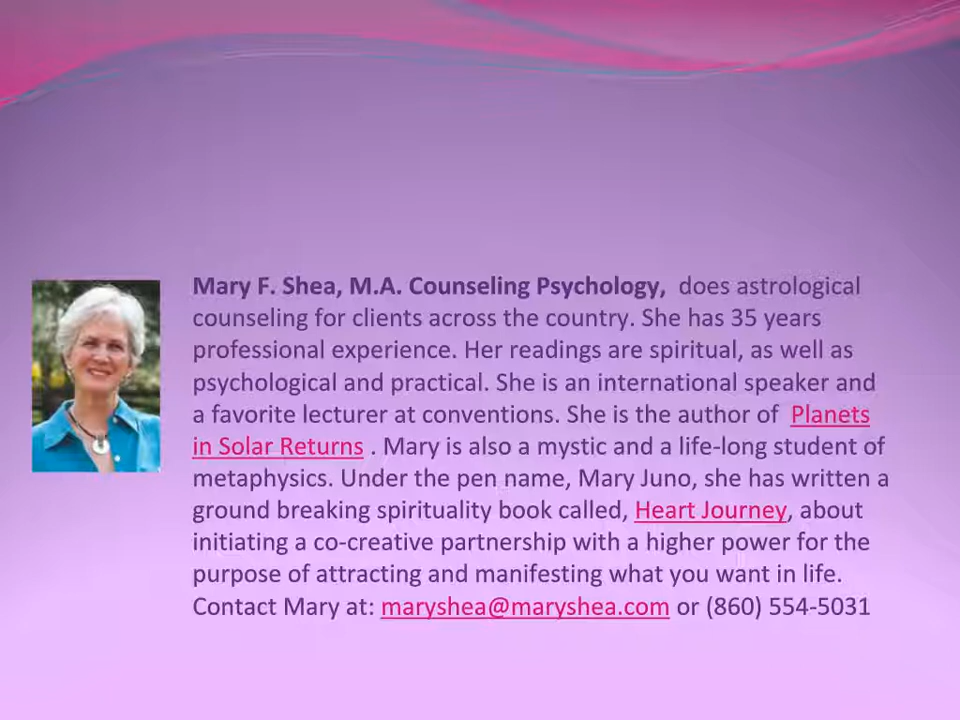 Mary F. Shea, M.A. Counseling Psychology, does astrological
counseling for clients across the country. She has 35 years
professional experience. Her readings are spiritual, as well as
psychological and practical. She is an international speaker and
a favorite lecturer at conventions. She is the author of Planets
in Solar Returns . Mary is also a mystic and a life-long student of
metaphysics. Under the pen name, Mary Juno, she has written a
ground breaking spirituality book called, Heart Journey, about
initiating a co-creative partnership with a higher power for the
purpose of attracting and manifesting what you want in life.
Contact Mary at: maryshea@maryshea.com or (860) 554-5031